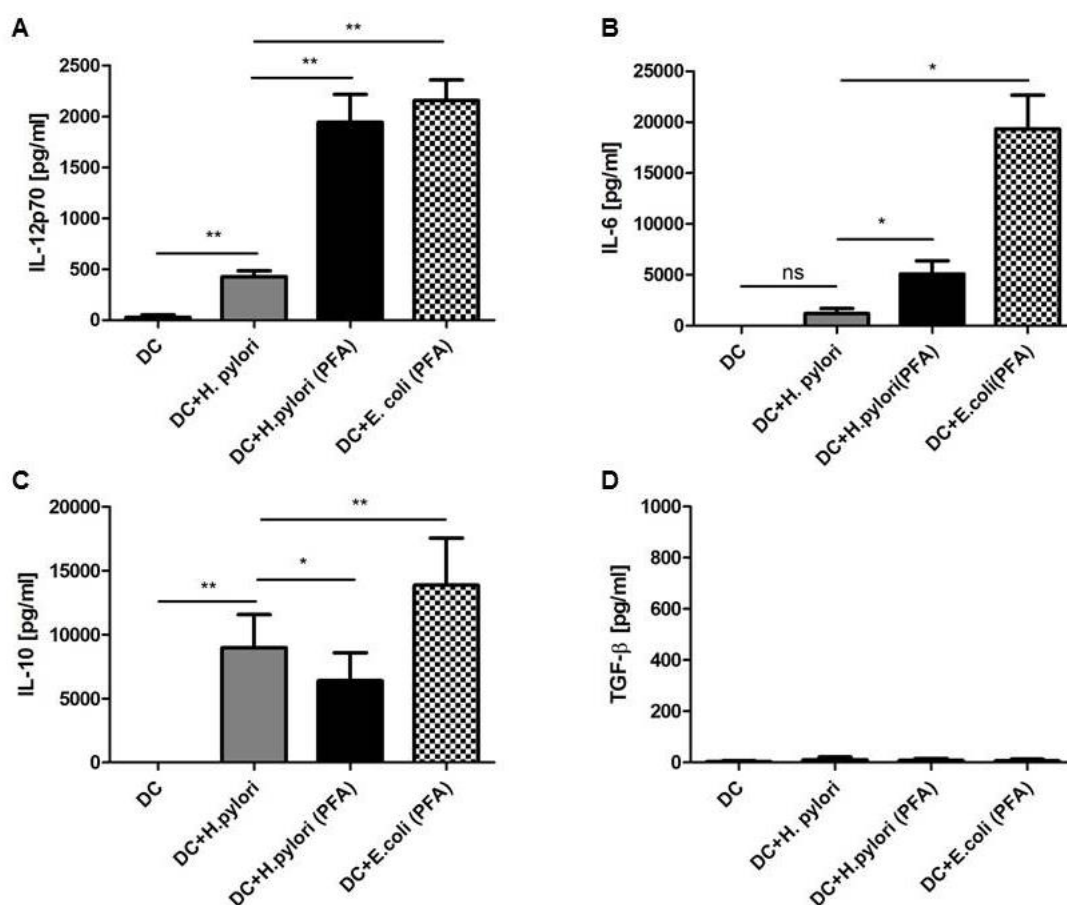 A
**
**
**
IL-12p70 [pg/ml]
2500
2000
1500
1000
500
0
DC
DC+H. pylori
DC+H.pylori (PFA)
DC+E. coli (PFA)
B
*
*
ns
IL-6 [pg/ml]
25000
20000
15000
10000
5000
0
DC
DC+H. pylori
DC+H.pylori(PFA)
DC+E.coli(PFA)
C
**
*
**
IL-10 [pg/ml]
20000
15000
10000
5000
0
DC
DC+H.pylori
DC+H.pylori (PFA)
DC+E.coli (PFA)
D
TGF-β [pg/ml]
1000
800
600
400
200
0
DC
DC+H. pylori
DC+H.pylori (PFA)
DC+E.coli (PFA)